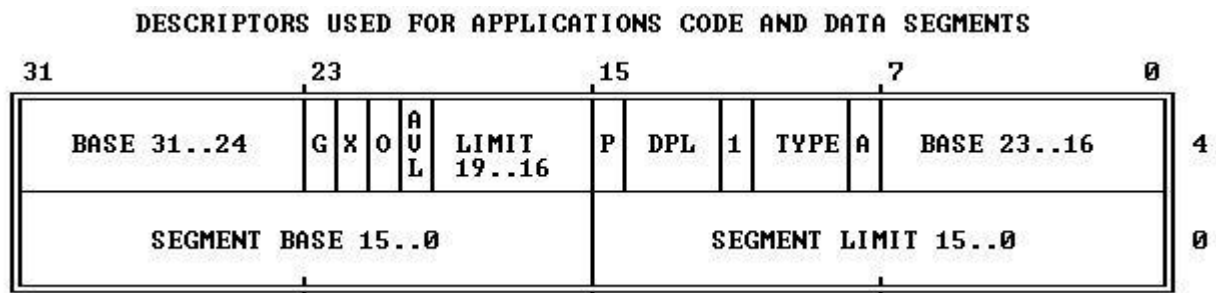 DESCRIPTORS USED FOR APPLICATIONS CODE AND DATA SEGMENTS
31 23 15 7 0
BASE 31..24 G X O AVL LIMIT 19..16 P DPL 1 TYPE A BASE 23..16 4
SEGMENT BASE 15..0 SEGMENT LIMIT 15..0 0